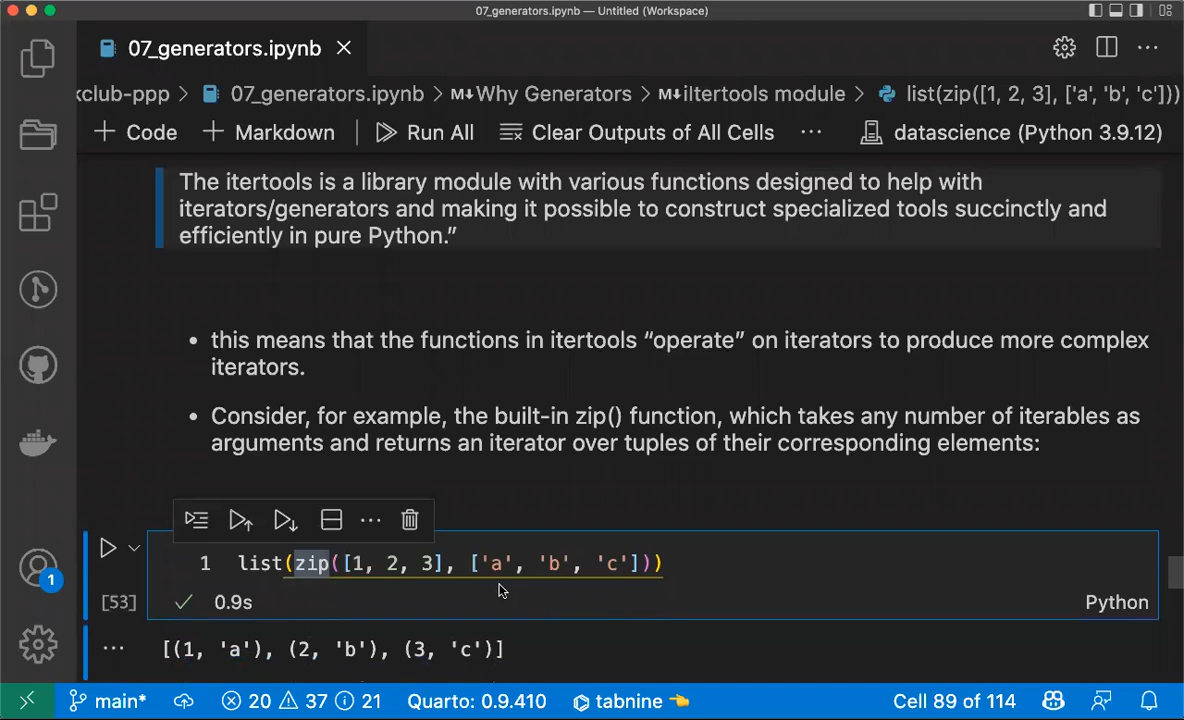 07_generators.ipynb — Untitled (Workspace)
07_generators.ipynb
kclub-ppp > 07_generators.ipynb > M↓Why Generators > M↓iItertools module > list(zip([1, 2, 3], ['a', 'b', 'c']))
+ Code + Markdown | Run All Clear Outputs of All Cells ... datascience (Python 3.9.12)
The itertools is a library module with various functions designed to help with
iterators/generators and making it possible to construct specialized tools succinctly and
efficiently in pure Python.”
• this means that the functions in itertools “operate” on iterators to produce more complex
iterators.
• Consider, for example, the built-in zip() function, which takes any number of iterables as
arguments and returns an iterator over tuples of their corresponding elements:
1 list(zip([1, 2, 3], ['a', 'b', 'c']))
[53] ✓ 0.9s Python
1
... [(1, 'a'), (2, 'b'), (3, 'c')]
main* 20 37 21 Quarto: 0.9.410 tabnine 👈 Cell 89 of 114